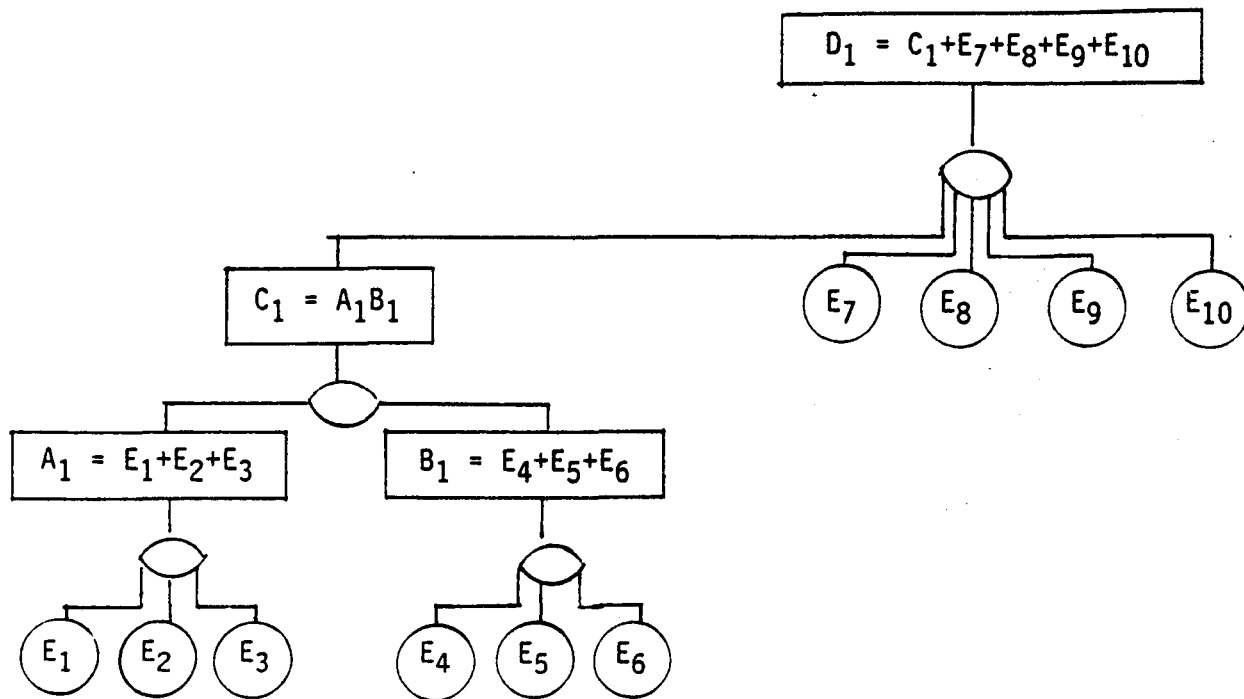 D₁ = C₁+E₇+E₈+E₉+E₁₀
E₇ E₈ E₉ E₁₀
C₁ = A₁B₁
A₁ = E₁+E₂+E₃ B₁ = E₄+E₅+E₆
E₁ E₂ E₃ E₄ E₅ E₆